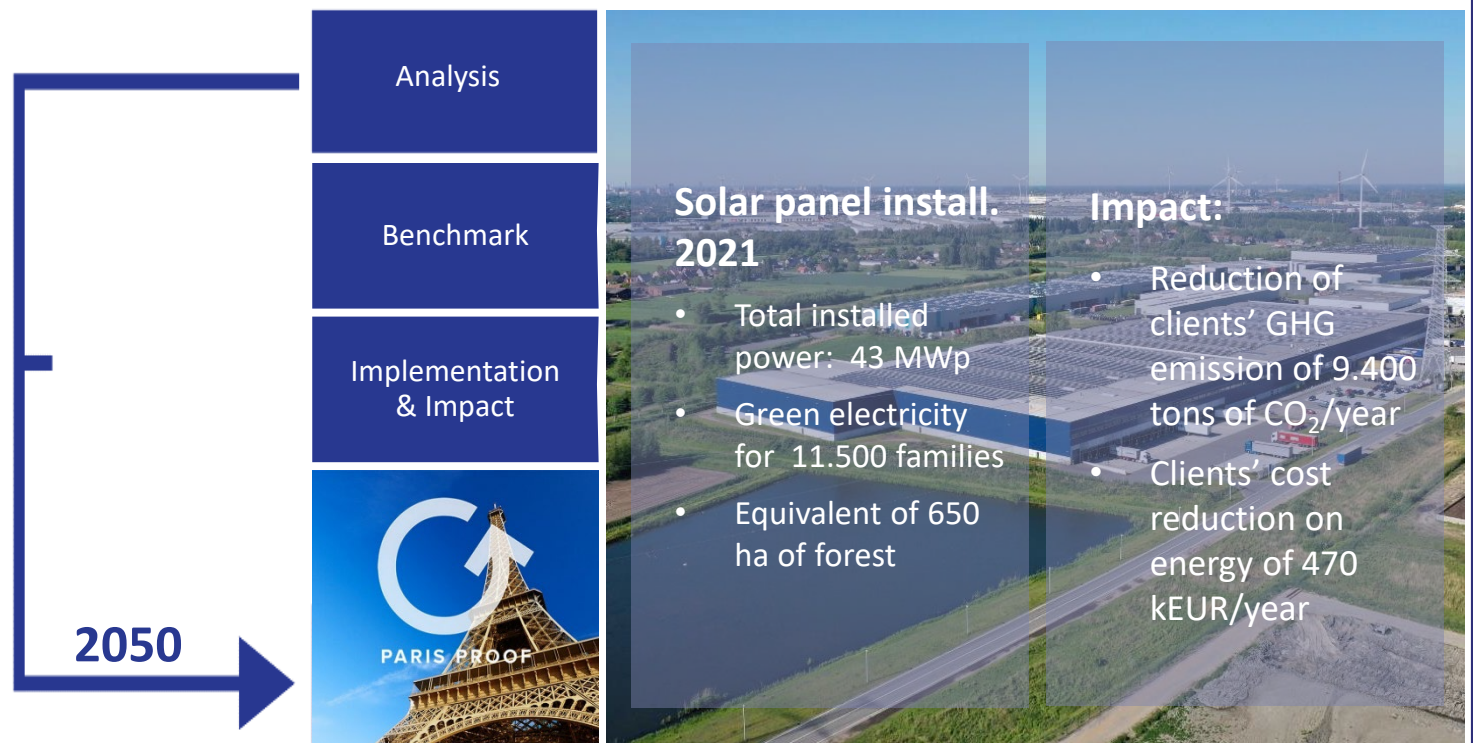 Analysis
Benchmark
Implementation
& Impact
2050
PARIS PROOF
Solar panel install.
2021
• Total installed
power: 43 MWp
• Green electricity
for 11.500 families
• Equivalent of 650
ha of forest
Impact:
• Reduction of
clients’ GHG
emission of 9.400
tons of CO₂/year
• Clients’ cost
reduction on
energy of 470
kEUR/year